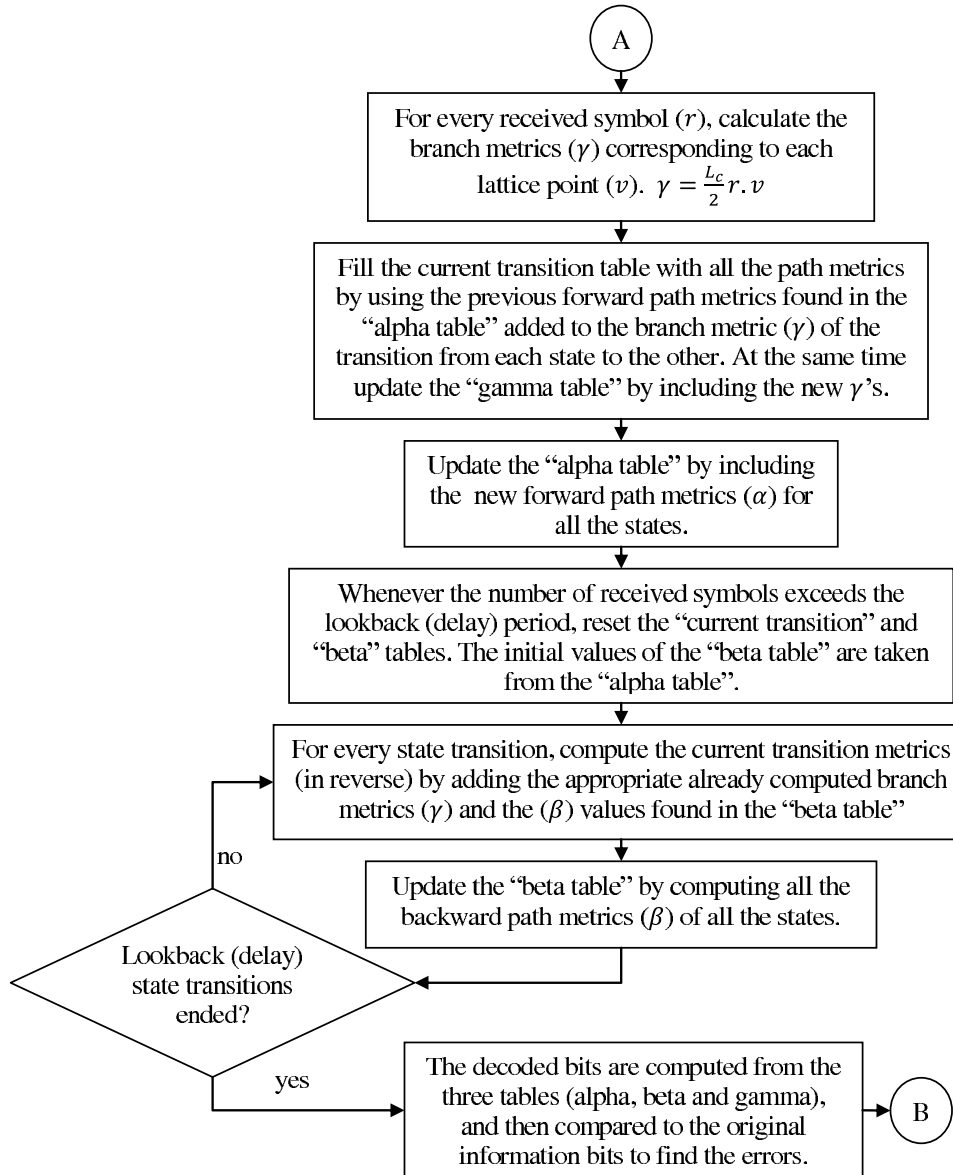 A
For every received symbol (r), calculate the
branch metrics (γ) corresponding to each
lattice point (v). γ = L_c/2 r. v
Fill the current transition table with all the path metrics
by using the previous forward path metrics found in the
“alpha table” added to the branch metric (γ) of the
transition from each state to the other. At the same time
update the “gamma table” by including the new γ’s.
Update the “alpha table” by including
the new forward path metrics (α) for
all the states.
Whenever the number of received symbols exceeds the
lookback (delay) period, reset the “current transition” and
“beta” tables. The initial values of the “beta table” are taken
from the “alpha table”.
For every state transition, compute the current transition metrics
(in reverse) by adding the appropriate already computed branch
metrics (γ) and the (β) values found in the “beta table”
no
Update the “beta table” by computing all the
backward path metrics (β) of all the states.
Lookback (delay)
state transitions
ended?
yes
The decoded bits are computed from the
three tables (alpha, beta and gamma),
and then compared to the original
information bits to find the errors.
B